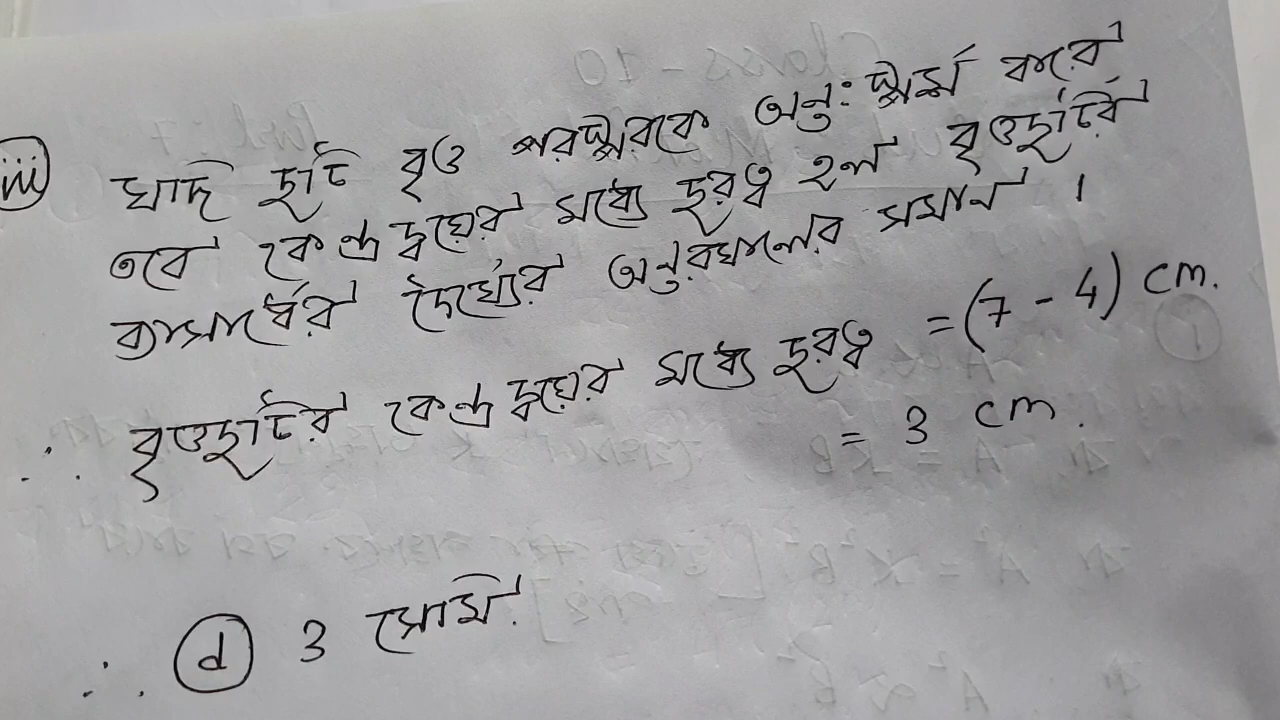 (iii) যদি দুটি বৃত্ত পরস্পরকে অন্তঃস্পর্শ করে
তবে কেন্দ্রদ্বয়ের মধ্যে দূরত্ব হল বৃত্তদুটির
ব্যাসার্ধের দৈর্ঘ্যের অন্তরফলের সমান ।
∴ বৃত্তদুটির কেন্দ্রদ্বয়ের মধ্যে দূরত্ব = (7 - 4) cm.
= 3 cm.
∴ (d) 3 সেমি.